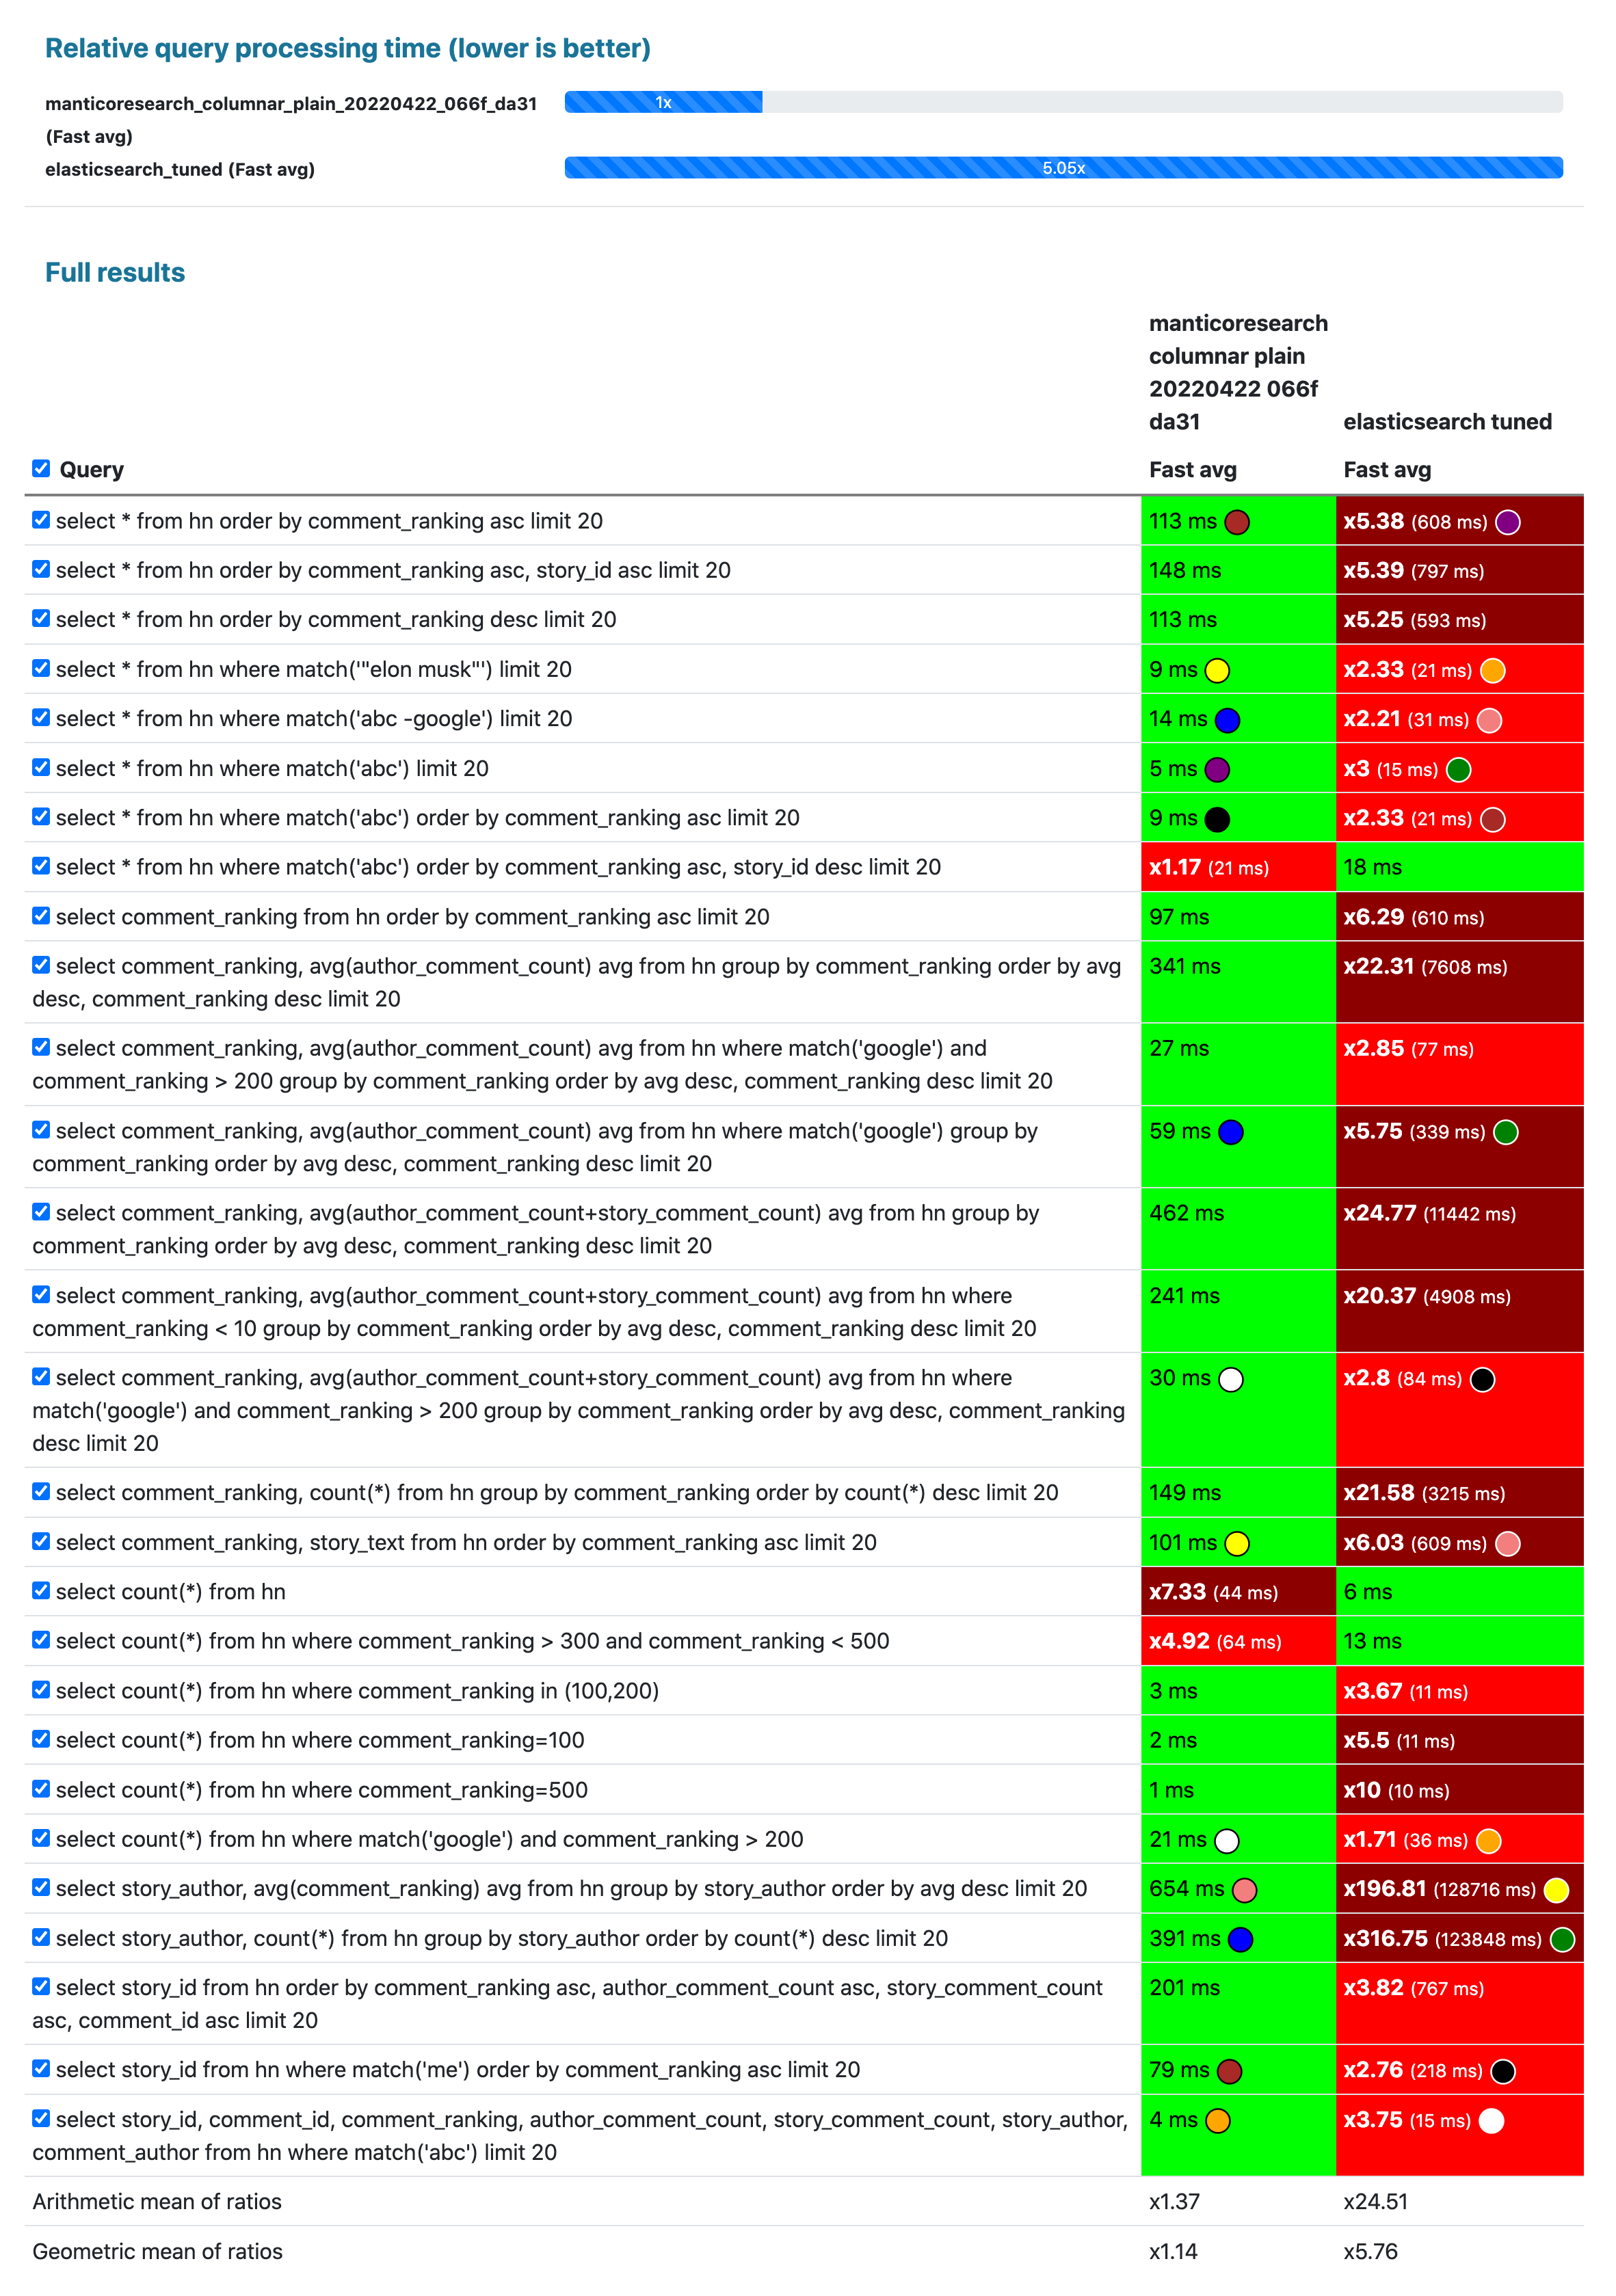 Relative query processing time (lower is better)
manticoresearch_columnar_plain_20220422_066f_da31
(Fast avg)
1x
elasticsearch_tuned (Fast avg)
5.05x
Full results
manticoresearch
columnar plain
20220422 066f
da31
elasticsearch tuned
Query Fast avg Fast avg
select * from hn order by comment_ranking asc limit 20 113 ms x5.38 (608 ms)
select * from hn order by comment_ranking asc, story_id asc limit 20 148 ms x5.39 (797 ms)
select * from hn order by comment_ranking desc limit 20 113 ms x5.25 (593 ms)
select * from hn where match('"elon musk"') limit 20 9 ms x2.33 (21 ms)
select * from hn where match('abc -google') limit 20 14 ms x2.21 (31 ms)
select * from hn where match('abc') limit 20 5 ms x3 (15 ms)
select * from hn where match('abc') order by comment_ranking asc limit 20 9 ms x2.33 (21 ms)
select * from hn where match('abc') order by comment_ranking asc, story_id desc limit 20 x1.17 (21 ms) 18 ms
select comment_ranking from hn order by comment_ranking asc limit 20 97 ms x6.29 (610 ms)
select comment_ranking, avg(author_comment_count) avg from hn group by comment_ranking order by avg 341 ms x22.31 (7608 ms)
desc, comment_ranking desc limit 20
select comment_ranking, avg(author_comment_count) avg from hn where match('google') and 27 ms x2.85 (77 ms)
comment_ranking > 200 group by comment_ranking order by avg desc, comment_ranking desc limit 20
select comment_ranking, avg(author_comment_count) avg from hn where match('google') group by 59 ms x5.75 (339 ms)
comment_ranking order by avg desc, comment_ranking desc limit 20
select comment_ranking, avg(author_comment_count+story_comment_count) avg from hn group by 462 ms x24.77 (11442 ms)
comment_ranking order by avg desc, comment_ranking desc limit 20
select comment_ranking, avg(author_comment_count+story_comment_count) avg from hn where 241 ms x20.37 (4908 ms)
comment_ranking < 10 group by comment_ranking order by avg desc, comment_ranking desc limit 20
select comment_ranking, avg(author_comment_count+story_comment_count) avg from hn where 30 ms x2.8 (84 ms)
match('google') and comment_ranking > 200 group by comment_ranking order by avg desc, comment_ranking
desc limit 20
select comment_ranking, count(*) from hn group by comment_ranking order by count(*) desc limit 20 149 ms x21.58 (3215 ms)
select comment_ranking, story_text from hn order by comment_ranking asc limit 20 101 ms x6.03 (609 ms)
select count(*) from hn x7.33 (44 ms) 6 ms
select count(*) from hn where comment_ranking > 300 and comment_ranking < 500 x4.92 (64 ms) 13 ms
select count(*) from hn where comment_ranking in (100,200) 3 ms x3.67 (11 ms)
select count(*) from hn where comment_ranking=100 2 ms x5.5 (11 ms)
select count(*) from hn where comment_ranking=500 1 ms x10 (10 ms)
select count(*) from hn where match('google') and comment_ranking > 200 21 ms x1.71 (36 ms)
select story_author, avg(comment_ranking) avg from hn group by story_author order by avg desc limit 20 654 ms x196.81 (128716 ms)
select story_author, count(*) from hn group by story_author order by count(*) desc limit 20 391 ms x316.75 (123848 ms)
select story_id from hn order by comment_ranking asc, author_comment_count asc, story_comment_count 201 ms x3.82 (767 ms)
asc, comment_id asc limit 20
select story_id from hn where match('me') order by comment_ranking asc limit 20 79 ms x2.76 (218 ms)
select story_id, comment_id, comment_ranking, author_comment_count, story_comment_count, story_author, 4 ms x3.75 (15 ms)
comment_author from hn where match('abc') limit 20
Arithmetic mean of ratios x1.37 x24.51
Geometric mean of ratios x1.14 x5.76